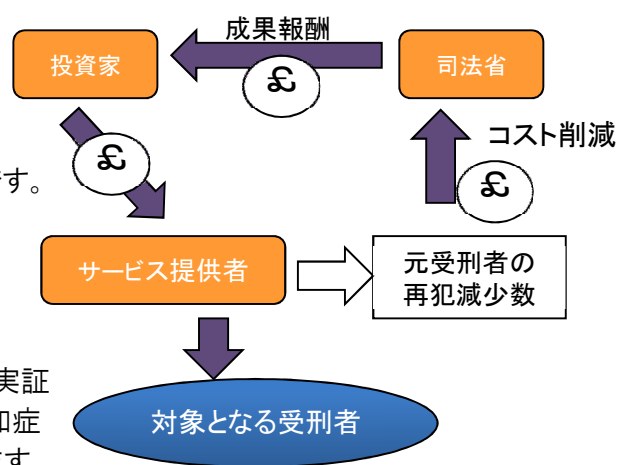 成果報酬
投資家
£
司法省
£
コスト削減
£
す。
サービス提供者
元受刑者の
再犯減少数
実証
知症
対象となる受刑者